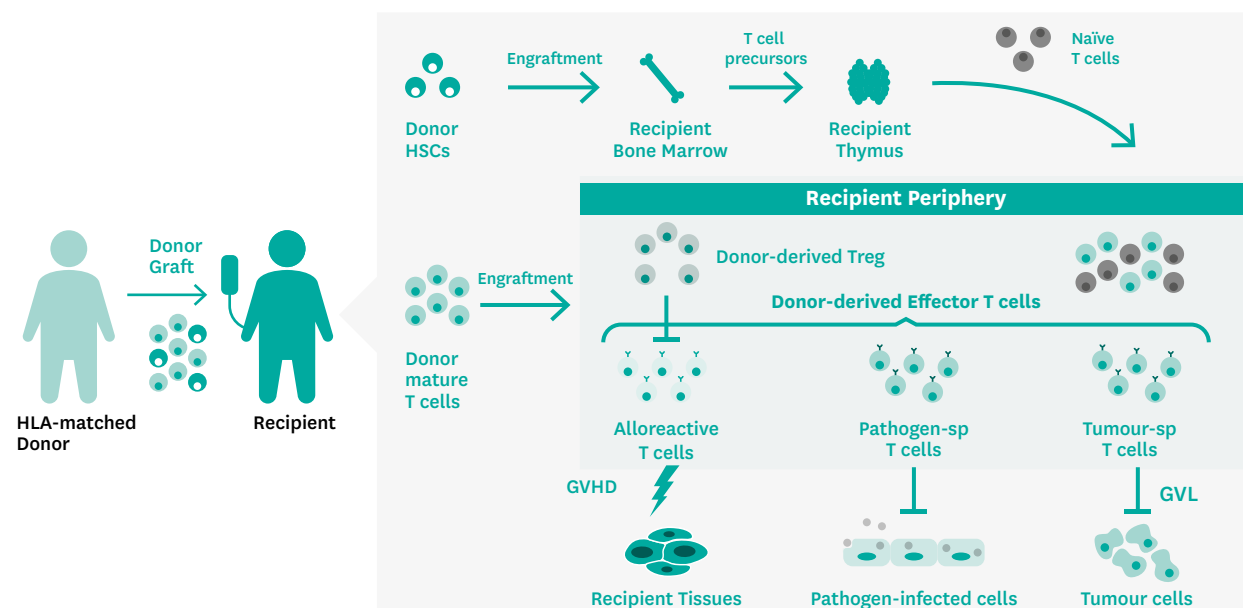 Donor
HSCs
Engraftment
Recipient
Bone Marrow
T cell
precursors
Recipient
Thymus
Naïve
T cells
Recipient Periphery
HLA-matched
Donor
Donor
Graft
Recipient
Donor
mature
T cells
Engraftment
Donor-derived Treg
Donor-derived Effector T cells
Alloreactive
T cells
Pathogen-sp
T cells
Tumour-sp
T cells
GVHD
GVL
Recipient Tissues
Pathogen-infected cells
Tumour cells